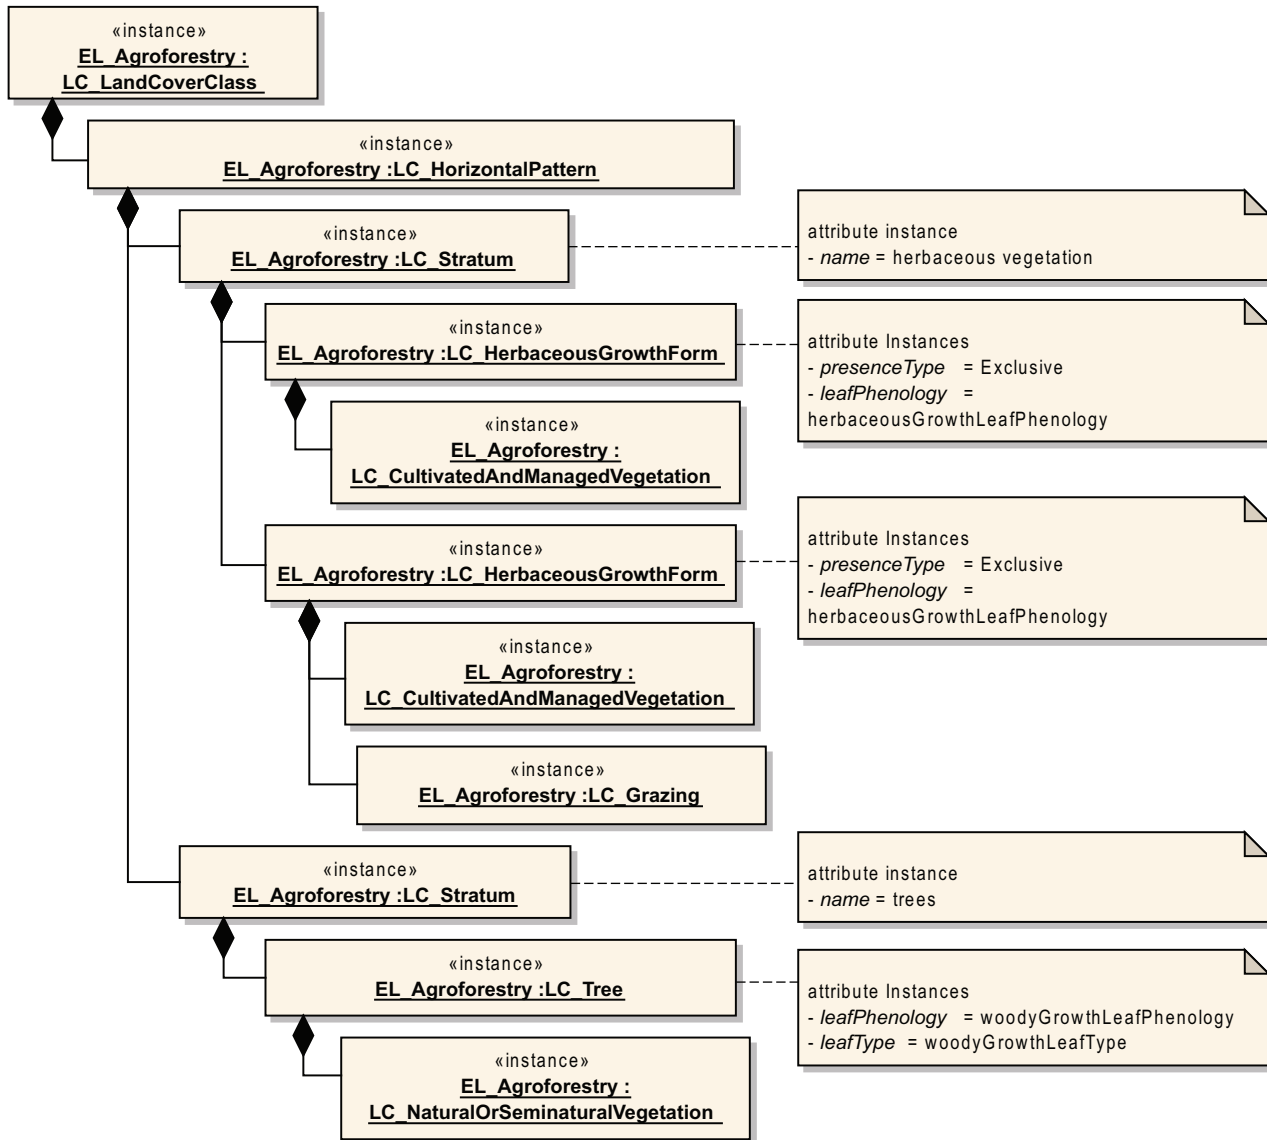 «instance»
EL_Agroforestry :
LC_LandCoverClass
«instance»
EL_Agroforestry :LC_HorizontalPattern
«instance»
EL_Agroforestry :LC_Stratum
attribute instance
- name = herbaceous vegetation
«instance»
EL_Agroforestry :LC_HerbaceousGrowthForm
attribute Instances
- presenceType = Exclusive
- leafPhenology =
herbaceousGrowthLeafPhenology
«instance»
EL_Agroforestry :
LC_CultivatedAndManagedVegetation
«instance»
EL_Agroforestry :LC_HerbaceousGrowthForm
attribute Instances
- presenceType = Exclusive
- leafPhenology =
herbaceousGrowthLeafPhenology
«instance»
EL_Agroforestry :
LC_CultivatedAndManagedVegetation
«instance»
EL_Agroforestry :LC_Grazing
«instance»
EL_Agroforestry :LC_Stratum
attribute instance
- name = trees
«instance»
EL_Agroforestry :LC_Tree
attribute Instances
- leafPhenology = woodyGrowthLeafPhenology
- leafType = woodyGrowthLeafType
«instance»
EL_Agroforestry :
LC_NaturalOrSeminaturalVegetation